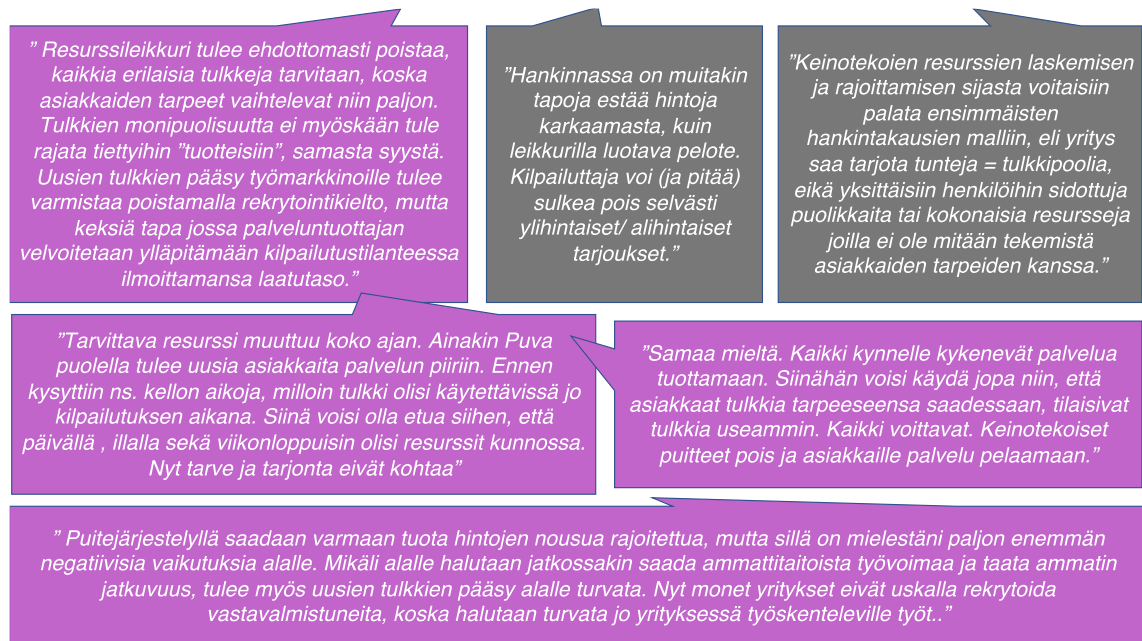 ” Resurssileikkuri tulee ehdottomasti poistaa,
kaikkia erilaisia tulkkeja tarvitaan, koska
asiakkaiden tarpeet vaihtelevat niin paljon.
Tulkkien monipuolisuutta ei myöskään tule
rajata tiettyihin ”tuotteisiin”, samasta syystä.
Uusien tulkkien pääsy työmarkkinoille tulee
varmistaa poistamalla rekrytointikielto, mutta
keksiä tapa jossa palveluntuottajan
velvoitetaan ylläpitämään kilpailutustilanteessa
ilmoittamansa laatutaso.”
”Hankinnassa on muitakin
tapoja estää hintoja
karkaamasta, kuin
leikkurilla luotava pelote.
Kilpailuttaja voi (ja pitää)
sulkea pois selvästi
ylihintaiset/ alihintaiset
tarjoukset.”
”Keinotekoien resurssien laskemisen
ja rajoittamisen sijasta voitaisiin
palata ensimmäisten
hankintakausien malliin, eli yritys
saa tarjota tunteja = tulkkipoolia,
eikä yksittäisiin henkilöihin sidottuja
puolikkaita tai kokonaisia resursseja
joilla ei ole mitään tekemistä
asiakkaiden tarpeiden kanssa.”
”Tarvittava resurssi muuttuu koko ajan. Ainakin Puva
puolella tulee uusia asiakkaita palvelun piiriin. Ennen
kysyttiin ns. kellon aikoja, milloin tulkki olisi käytettävissä jo
kilpailutuksen aikana. Siinä voisi olla etua siihen, että
päivällä , illalla sekä viikonloppuisin olisi resurssit kunnossa.
Nyt tarve ja tarjonta eivät kohtaa”
”Samaa mieltä. Kaikki kynnelle kykenevät palvelua
tuottamaan. Siinähän voisi käydä jopa niin, että
asiakkaat tulkkia tarpeeseensa saadessaan, tilaisivat
tulkkia useammin. Kaikki voittavat. Keinotekoiset
puitteet pois ja asiakkaille palvelu pelaamaan.”
” Puitejärjestelyllä saadaan varmaan tuota hintojen nousua rajoitettua, mutta sillä on mielestäni paljon enemmän
negatiivisia vaikutuksia alalle. Mikäli alalle halutaan jatkossakin saada ammattitaitoista työvoimaa ja taata ammatin
jatkuvuus, tulee myös uusien tulkkien pääsy alalle turvata. Nyt monet yritykset eivät uskalla rekrytoida
vastavalmistuneita, koska halutaan turvata jo yrityksessä työskenteleville työt..”